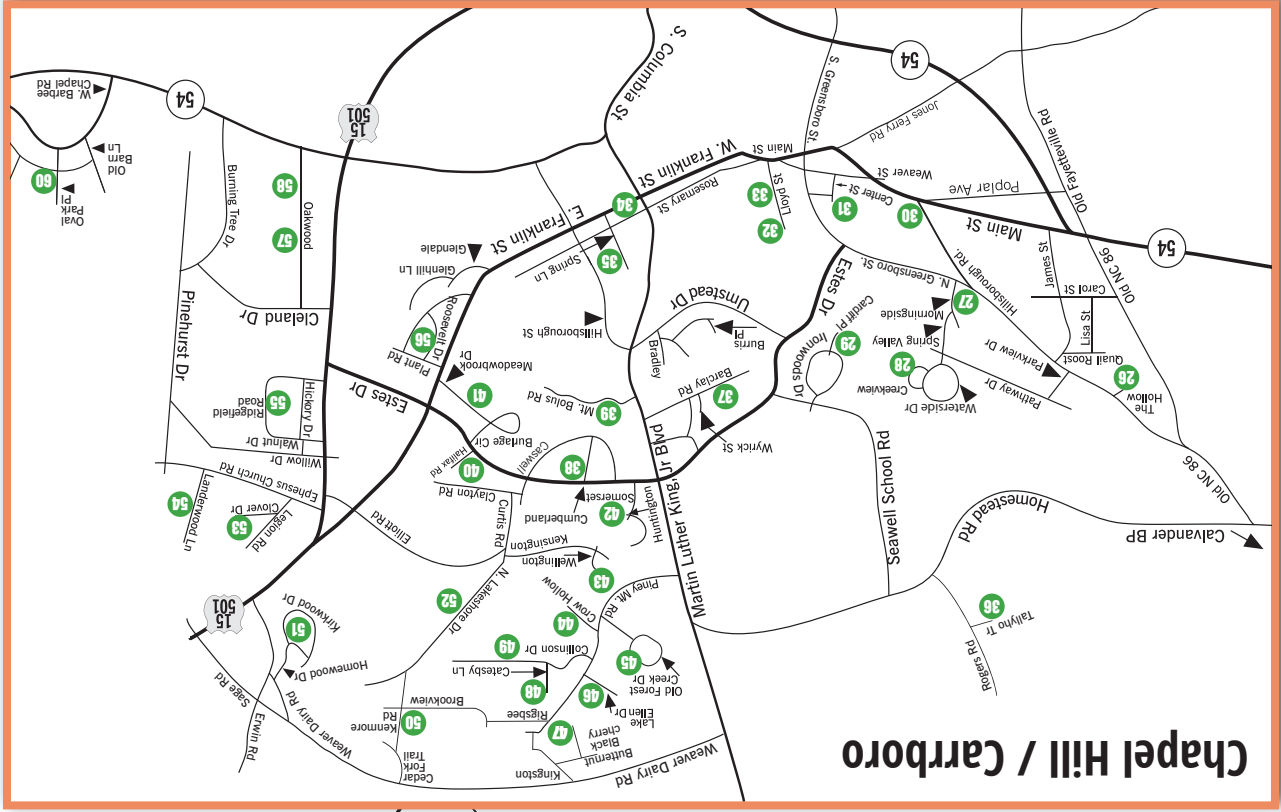 Chapel Hill / Carrboro
Weaver Dairy Rd
Kingston
Butternut
Black
cherry
47
Cedar
Fork
Trail
Weaver Dairy Rd
Erwin Rd
Sage Rd
Rogers Rd
Tallyho Tr
36
Lake
Ellen Dr
46
Rigsbee
48
Catesby Ln
Brookview
50
Kenmore
Rd
Old Forest
Creek Dr
45
Collinson Dr
49
44
Crow Hollow
Piney Mt.
Rd
Homewood Dr
51
Kirkwood Dr
15
501
52
N. Lakeshore Dr
43
Wellington
Kensington
Martin Luther King, Jr Blvd
Calvander BP
Homestead Rd
Old NC 86
Seawell School Rd
Huntington
42
Somerset
Cumberland
Curtis Rd
Clayton Rd
Elliott Rd
Legion Rd
53
Clover Dr
54
Landerwood Ln
Ephesus Church Rd
38
Caswell
40
Halifax Rd
Burlage Cir
41
Meadowbrook
Dr
Estes Dr
Willow Dr
Walnut Dr
Hickory Dr
55
Ridgefield
Road
Wyrick St
37
Barclay Rd
39
Mt. Bolus Rd
The
Hollow
26
Quail Roost
Pathway Dr
Parkview Dr
Waterside Dr
Creekview
28
Spring Valley
Morningside
27
29
Cardiff Pl
Ironwoods Dr
Burris
Pl
Bradley
Umstead Dr
Hillsborough St
Plant Rd
56
Roosevelt Dr
Cleland Dr
Pinehurst Dr
Lisa St
Carol St
James St
Old NC 86
54
Hillsborough Rd.
N. Greensboro St.
Estes Dr
Glenhill Ln
Glendale
35
Spring Ln
E. Franklin St
57
58
Oakwood
Burning Tree Dr
Main St
30
31
Center St
32
33
Lloyd St
34
Rosemary St
W. Franklin St
Poplar Ave
Weaver St
Main St
Old Fayetteville Rd
Jones Ferry Rd
S. Greensboro St.
54
S. Columbia St
15
501
54
60
Oval
Park
Pl
Old
Barn
Ln
W. Barbee
Chapel Rd